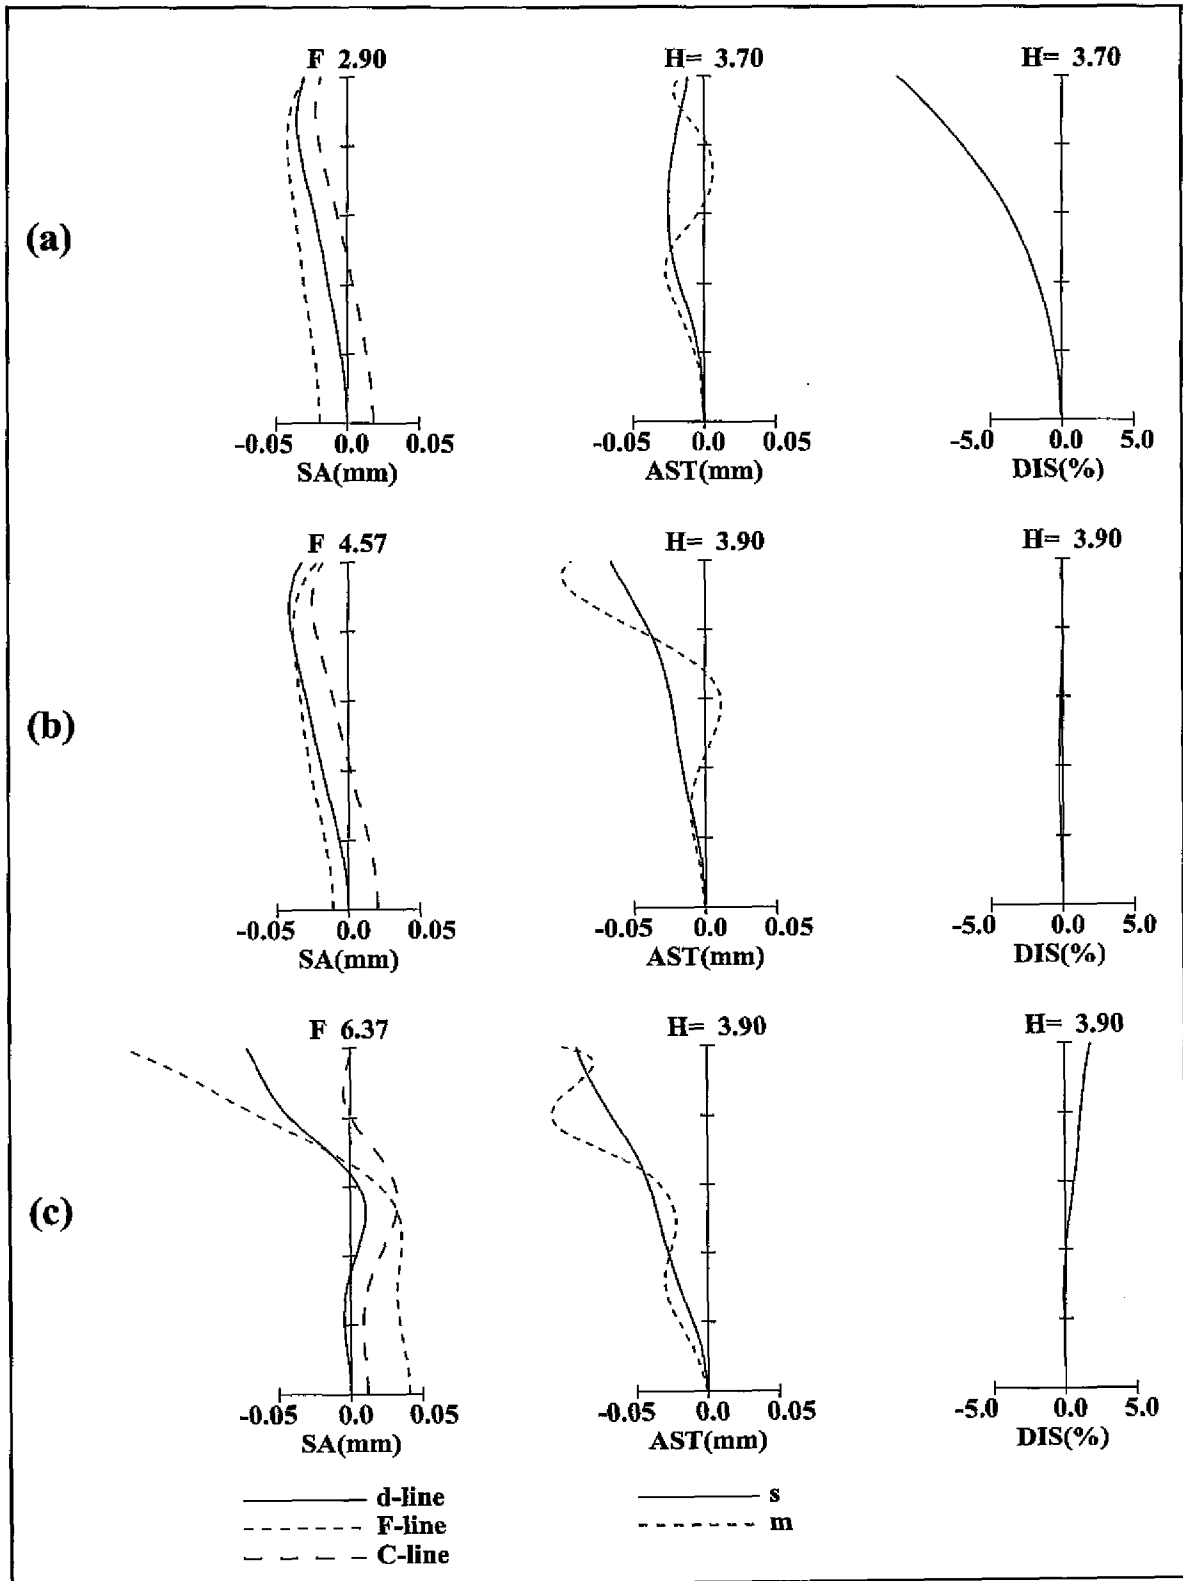 F 2.90 H= 3.70 H= 3.70
(a)
-0.05 0.0 0.05 -0.05 0.0 0.05 -5.0 0.0 5.0
SA(mm) AST(mm) DIS(%)
F 4.57 H= 3.90 H= 3.90
(b)
-0.05 0.0 0.05 -0.05 0.0 0.05 -5.0 0.0 5.0
SA(mm) AST(mm) DIS(%)
F 6.37 H= 3.90 H= 3.90
(c)
-0.05 0.0 0.05 -0.05 0.0 0.05 -5.0 0.0 5.0
SA(mm) AST(mm) DIS(%)
d-line s
F-line m
C-line